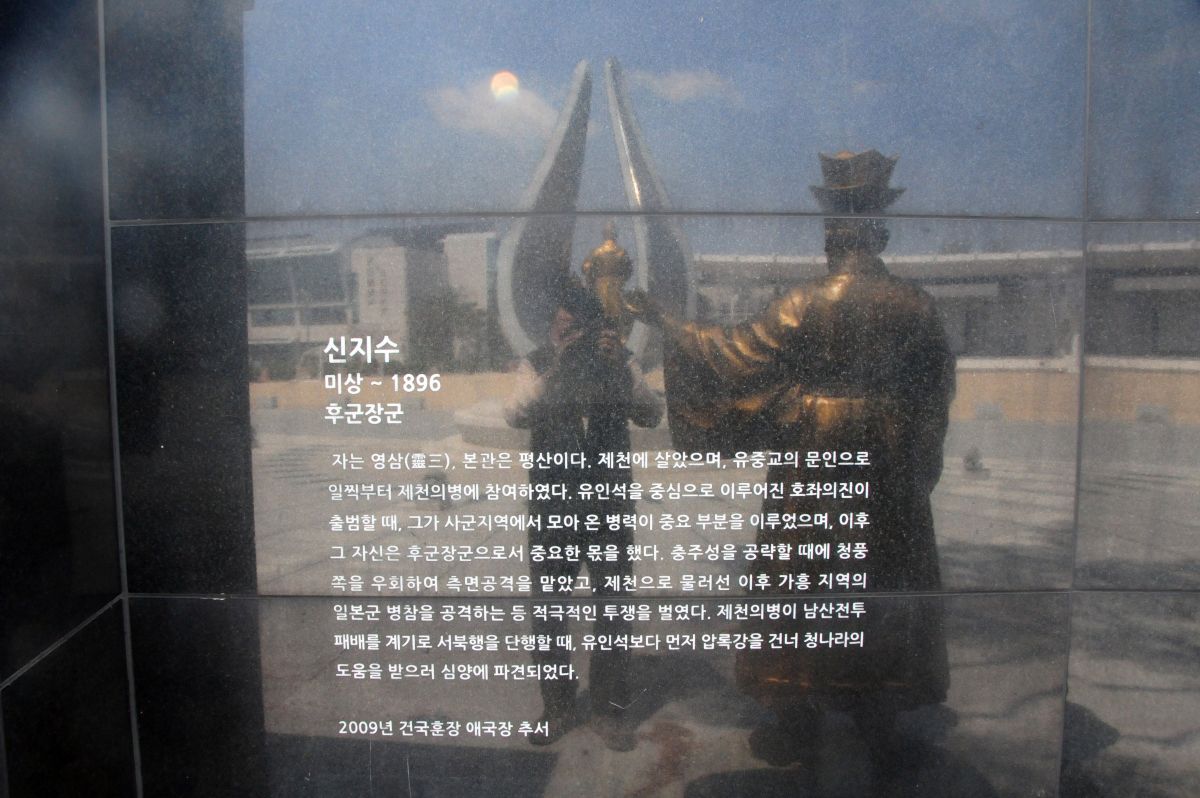 신지수
미상 ~ 1896
후군장군
자는 영삼(靈三), 본관은 평산이다. 제천에 살았으며, 유중교의 문인으로
일찍부터 제천의병에 참여하였다. 유인석을 중심으로 이루어진 호좌의진이
출범할 때, 그가 사군지역에서 모아 온 병력이 중요 부분을 이루었으며, 이후
그 자신은 후군장군으로서 중요한 몫을 했다. 충주성을 공략할 때에 청풍
쪽을 우회하여 측면공격을 맡았고, 제천으로 물러선 이후 가흥 지역의
일본군 병참을 공격하는 등 적극적인 투쟁을 벌였다. 제천의병이 남산전투
패배를 계기로 서북행을 단행할 때, 유인석보다 먼저 압록강을 건너 청나라의
도움을 받으러 심양에 파견되었다.
2009년 건국훈장 애국장 추서